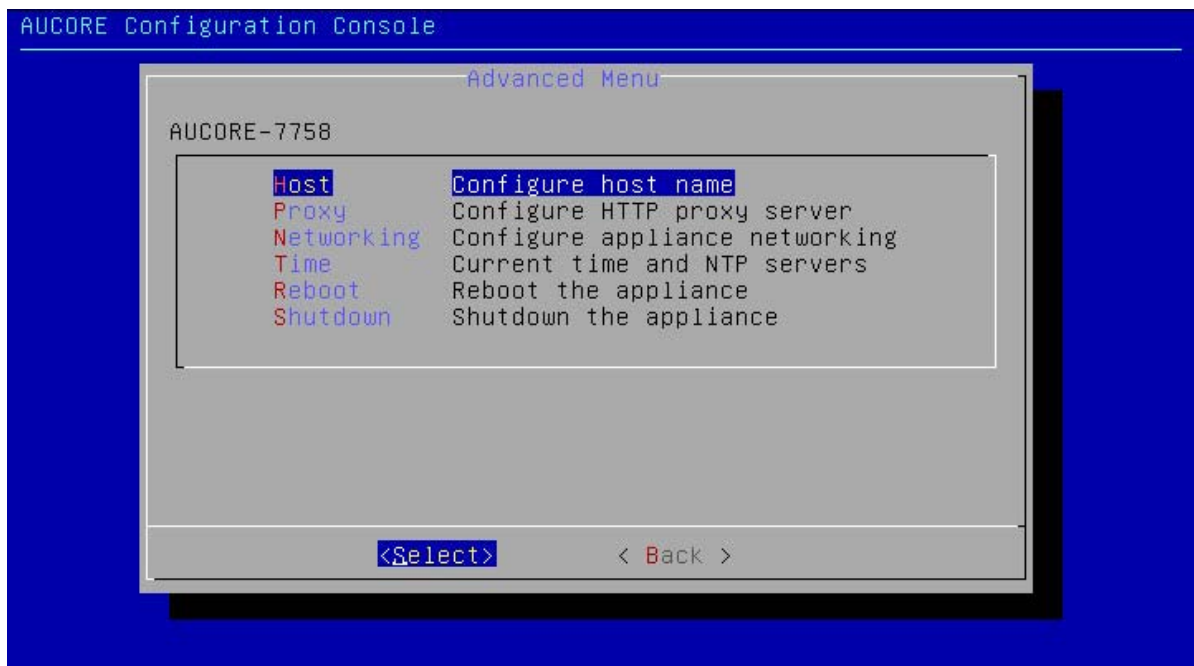 AUCORE Configuration Console
Advanced Menu
AUCORE-7758
Host Configure host name
Proxy Configure HTTP proxy server
Networking Configure appliance networking
Time Current time and NTP servers
Reboot Reboot the appliance
Shutdown Shutdown the appliance
<Select> < Back >